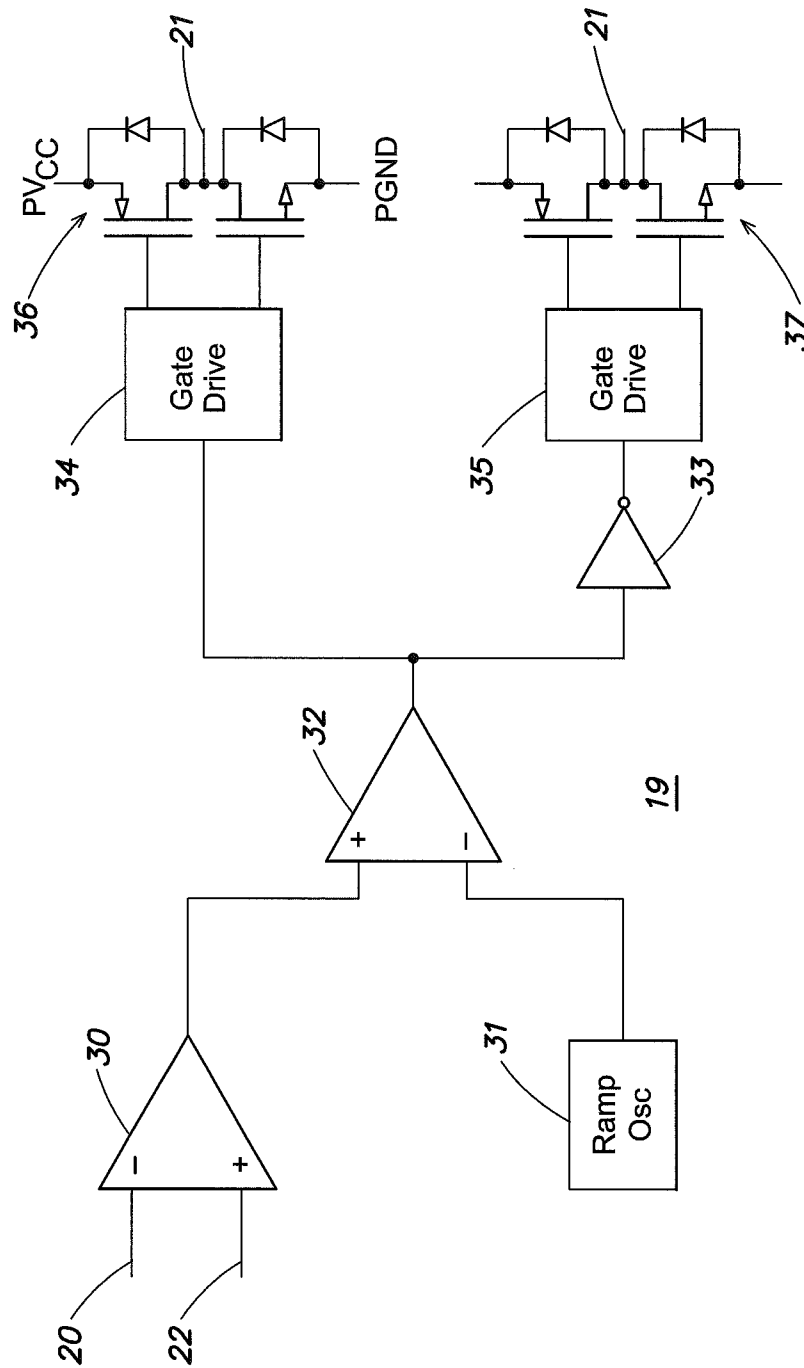 20
22
30
−
+
31
Ramp
Osc
32
+
−
19
34
Gate
Drive
36
PVCC
21
PGND
33
35
Gate
Drive
37
21